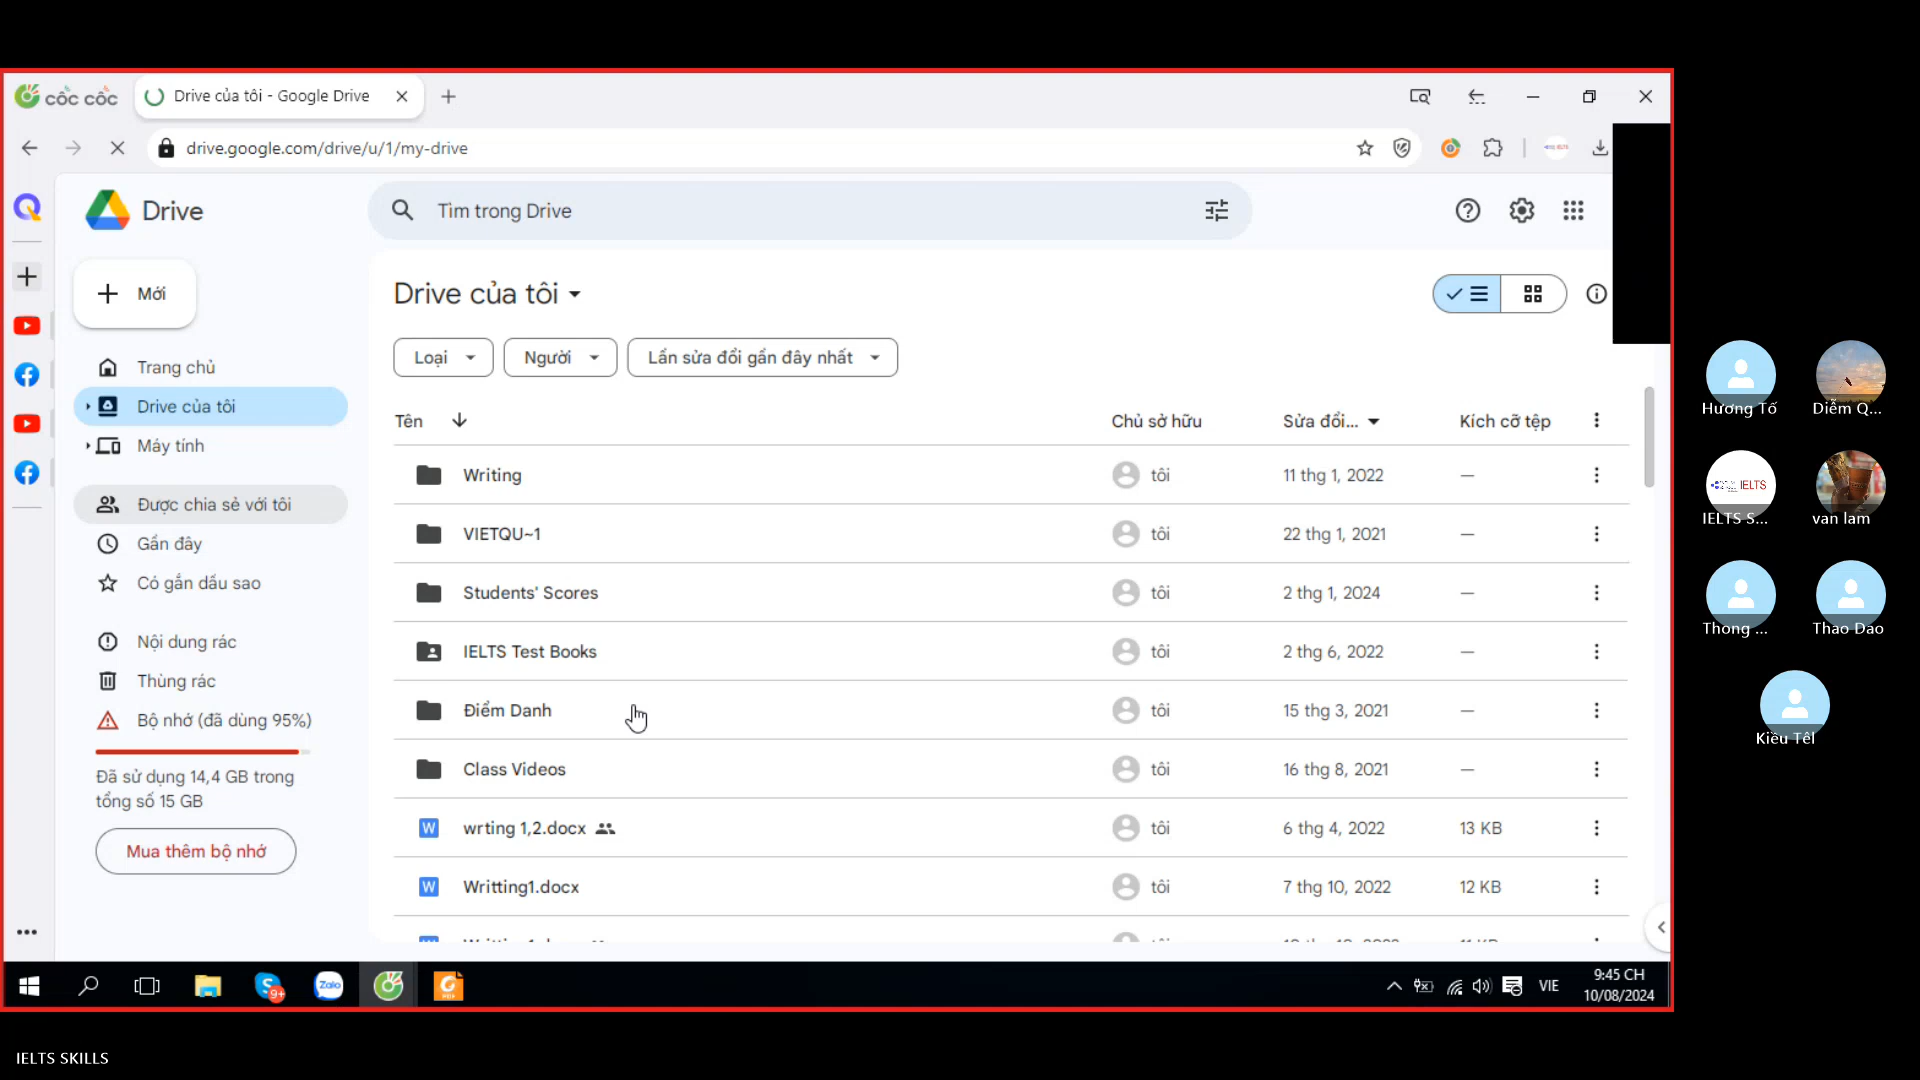 cốc cốc
Drive của tôi - Google Drive
drive.google.com/drive/u/1/my-drive
Drive
Tìm trong Drive
Mới
Trang chủ
Drive của tôi
Máy tính
Được chia sẻ với tôi
Gần đây
Có gắn dấu sao
Nội dung rác
Thùng rác
Bộ nhớ (đã dùng 95%)
Đã sử dụng 14,4 GB trong
tổng số 15 GB
Mua thêm bộ nhớ
Drive của tôi
Loại
Người
Lần sửa đổi gần đây nhất
Tên Chủ sở hữu Sửa đổi... Kích cỡ tệp
Writing tôi 11 thg 1, 2022 —
VIETQU~1 tôi 22 thg 1, 2021 —
Students' Scores tôi 2 thg 1, 2024 —
IELTS Test Books tôi 2 thg 6, 2022 —
Điểm Danh tôi 15 thg 3, 2021 —
Class Videos tôi 16 thg 8, 2021 —
wrting 1,2.docx tôi 6 thg 4, 2022 13 KB
Writting1.docx tôi 7 thg 10, 2022 12 KB
9+
Zalo
VIE
9:45 CH
10/08/2024
Hương Tố
Diễm Q...
IELTS
IELTS S...
van lam
Thong ...
Thao Dao
Kiều Têl
IELTS SKILLS